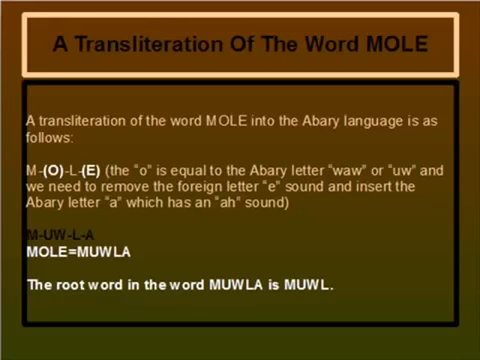 A Transliteration Of The Word MOLE
A transliteration of the word MOLE into the Abary language is as
follows:
M-(O)-L-(E) (the “o” is equal to the Abary letter “waw” or “uw” and
we need to remove the foreign letter “e” sound and insert the
Abary letter “a” which has an “ah” sound)
M-UW-L-A
MOLE=MUWLA
The root word in the word MUWLA is MUWL.